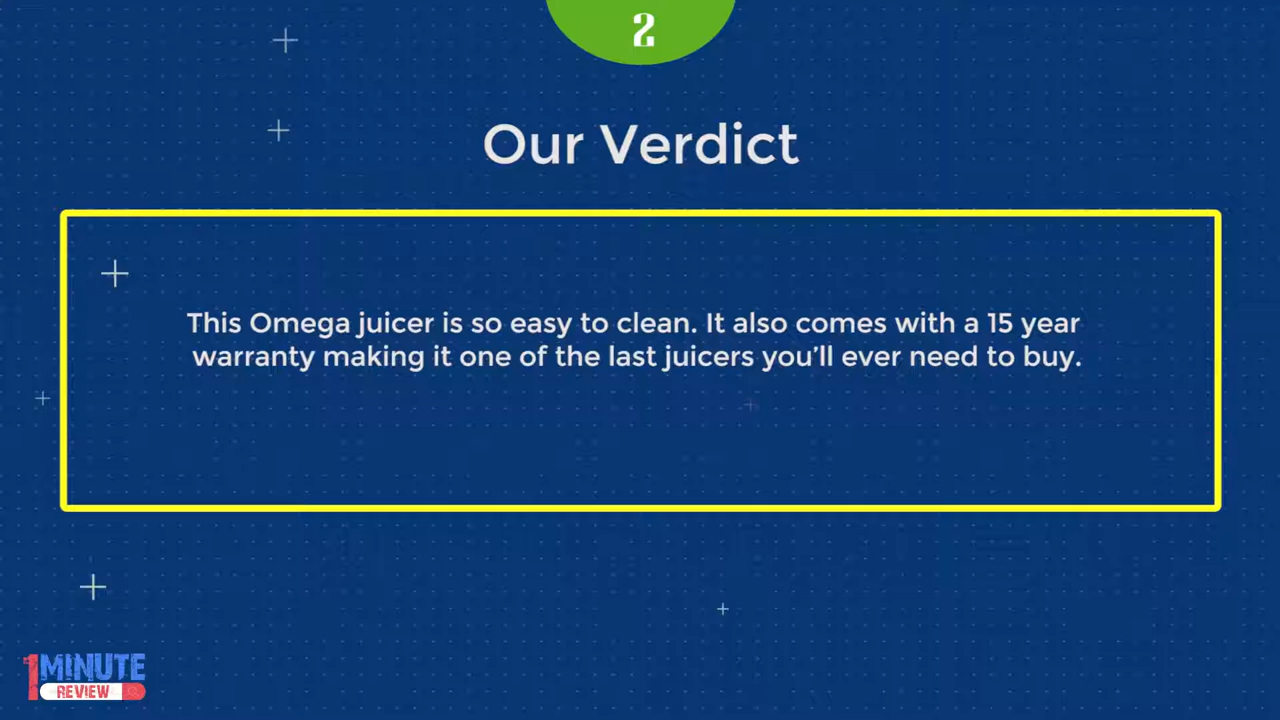 2
Our Verdict
This Omega juicer is so easy to clean. It also comes with a 15 year
warranty making it one of the last juicers you’ll ever need to buy.
1MINUTE
REVIEW